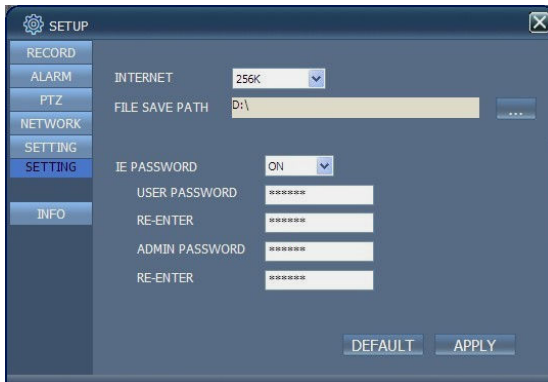 SETUP
RECORD
ALARM
PTZ
NETWORK
SETTING
SETTING
INFO
INTERNET 256K
FILE SAVE PATH D:\ ...
IE PASSWORD ON
USER PASSWORD ******
RE-ENTER ******
ADMIN PASSWORD ******
RE-ENTER ******
DEFAULT APPLY